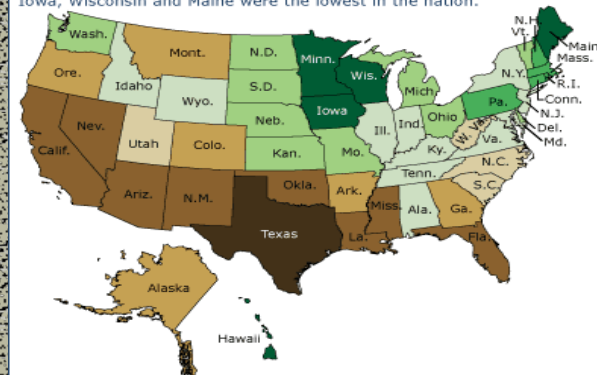 Iowa, Wisconsin and Maine were the lowest in the nation.
Wash.
Mont.
N.D.
Minn.
N.H.
Vt.
Main
Mass.
Ore.
Idaho
S.D.
Wis.
Mich
N.Y.
R.I.
Conn.
Wyo.
Iowa
Pa.
N.J.
Nev.
Utah
Neb.
Ill.
Ind.
Ohio
W. Va.
Del.
Md.
Calif.
Colo.
Kan.
Mo.
Ky.
Va.
Ariz.
N.M.
Okla.
Ark.
Tenn.
N.C.
S.C.
Texas
La.
Miss.
Ala.
Ga.
Fla.
Alaska
Hawaii